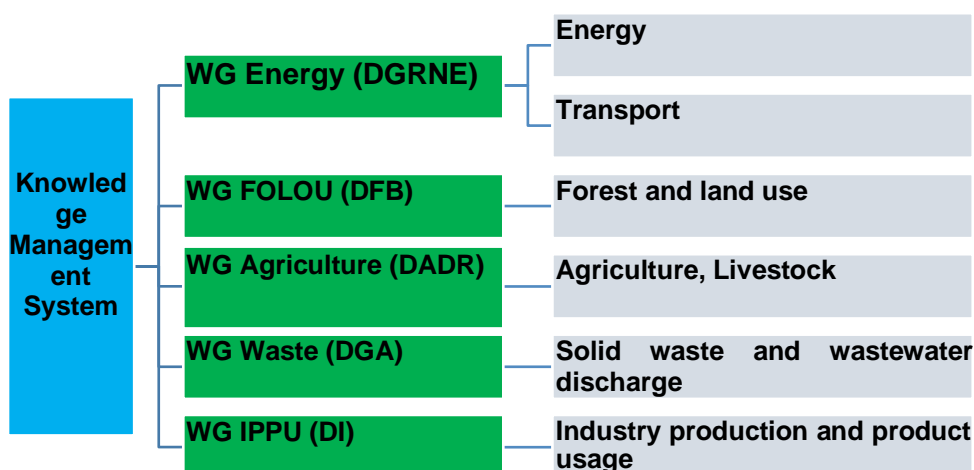 Knowled
ge
Managem
ent
System
WG Energy (DGRNE)
Energy
Transport
WG FOLOU (DFB)
Forest and land use
WG Agriculture (DADR)
Agriculture, Livestock
WG Waste (DGA)
Solid waste and wastewater
discharge
WG IPPU (DI)
Industry production and product
usage